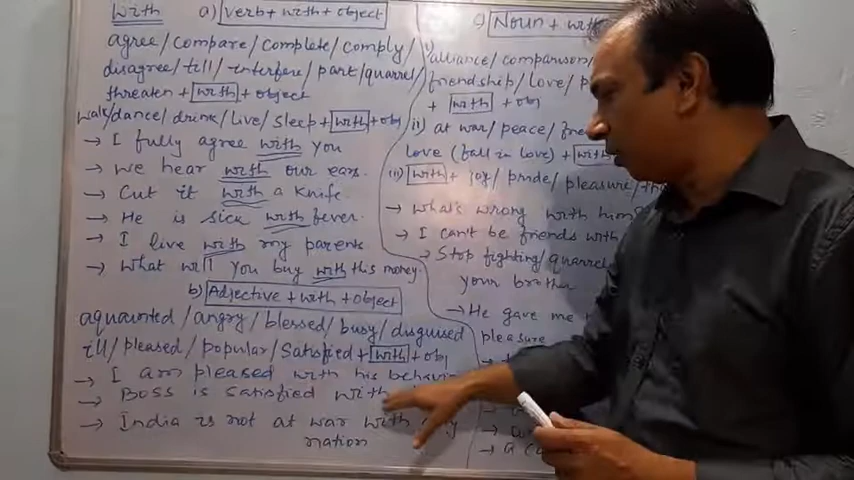 With a) Verb + with + object
agree / compare / complete / comply /
disagree / tell / interfere / part / quarrel /
threaten + with + object
walk / dance / drink / live / sleep + with + obj
→ I fully agree with you
→ we hear with our ears.
→ Cut it with a knife.
→ He is sick with fever.
→ I live with my parents
→ What will you buy with this money.
b) Adjective + with + object
aquainted / angry / blessed / busy / disguised
ill / pleased / popular / satisfied + with + obj
→ I am pleased with his behavi
→ Boss is satisfied with
→ India is not at war with any
nation
c) Noun + with
i) alliance / comparison /
friendship / love /
+ with + obj
ii) at war / peace /
love (fall in love) + with
iii) with + joy / pride / pleasure
→ what's wrong with him
→ I can't be friends with
→ Stop fighting / quarrel
your brother
→ He gave me
pleasure